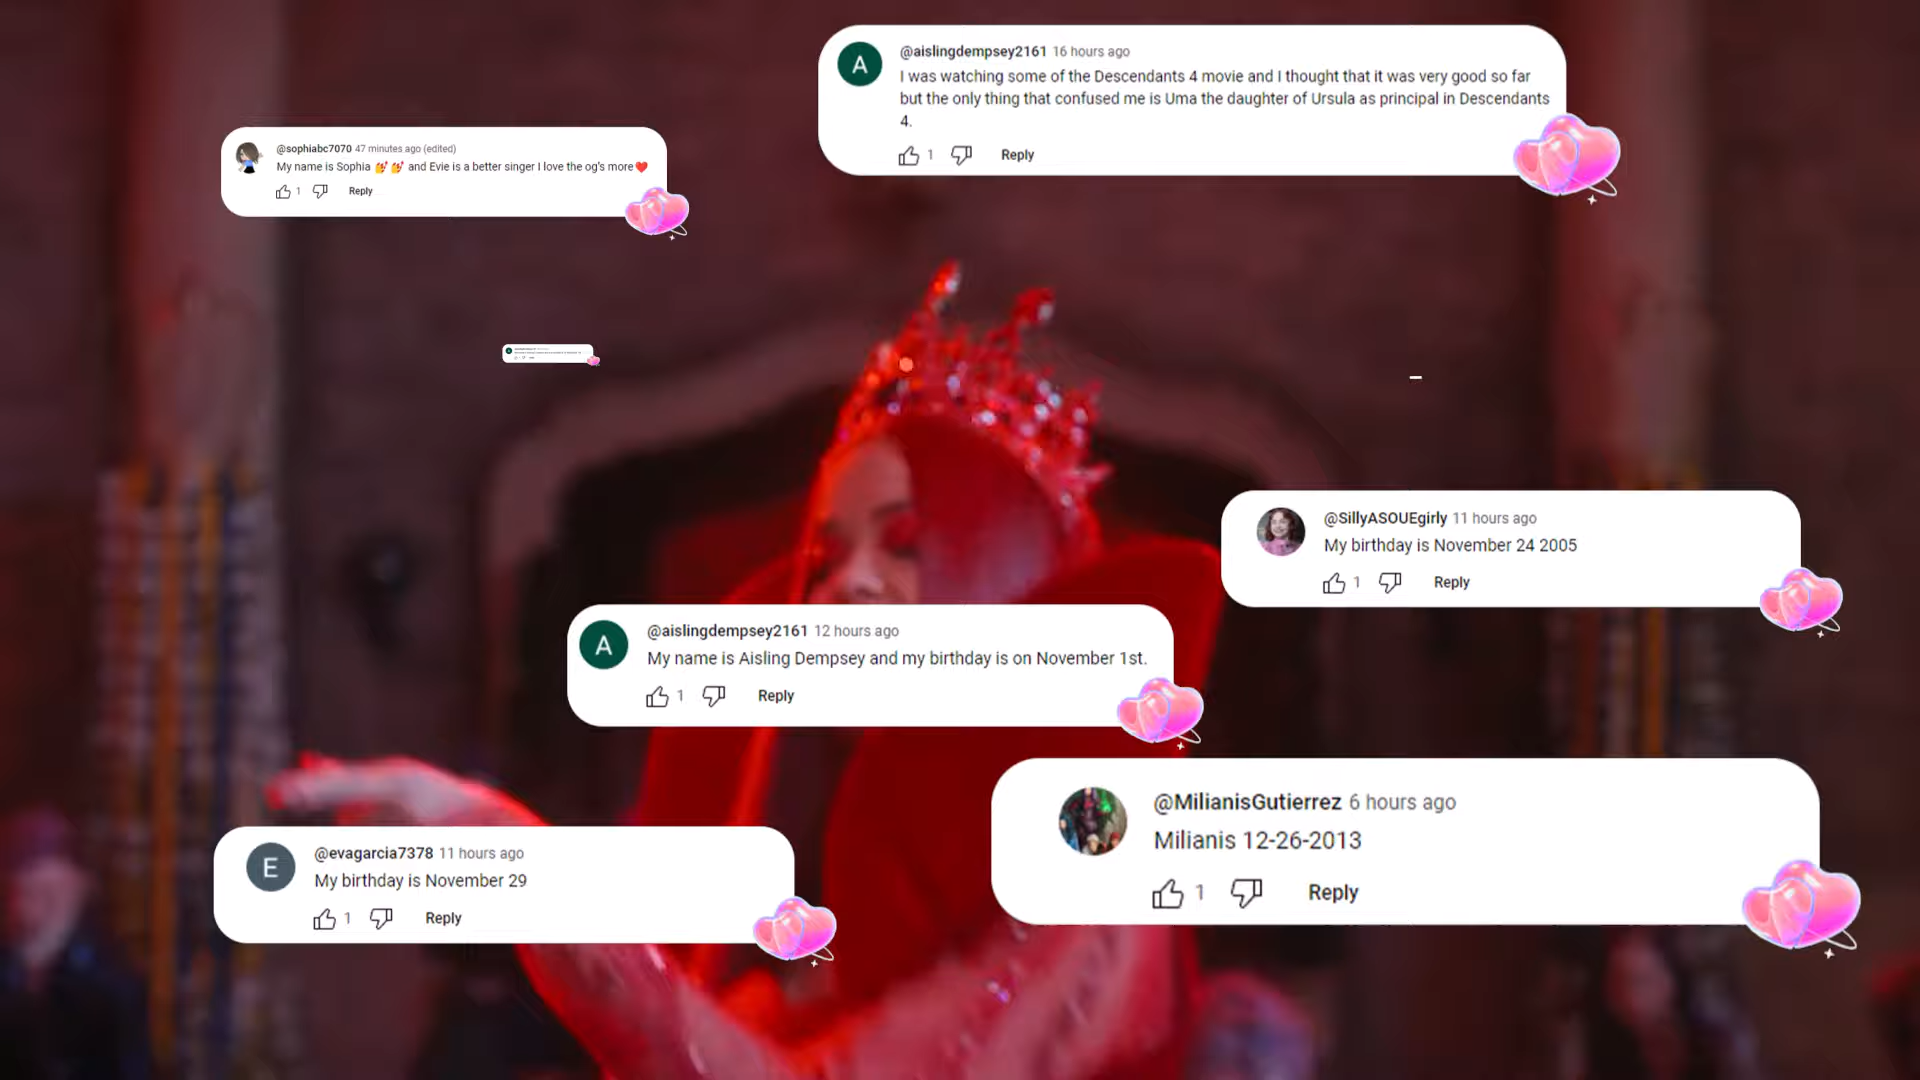 @aislingdempsey2161 16 hours ago
I was watching some of the Descendants 4 movie and I thought that it was very good so far
but the only thing that confused me is Uma the daughter of Ursula as principal in Descendants
4.
1 Reply
@sophiabc7070 47 minutes ago (edited)
My name is Sophia 💅 💅 and Evie is a better singer I love the og's more❤️
1 Reply
@SillyASOUEgirly 11 hours ago
My birthday is November 24 2005
1 Reply
A
@aislingdempsey2161 12 hours ago
My name is Aisling Dempsey and my birthday is on November 1st.
1 Reply
@MilianisGutierrez 6 hours ago
Milianis 12-26-2013
1 Reply
E
@evagarcia7378 11 hours ago
My birthday is November 29
1 Reply